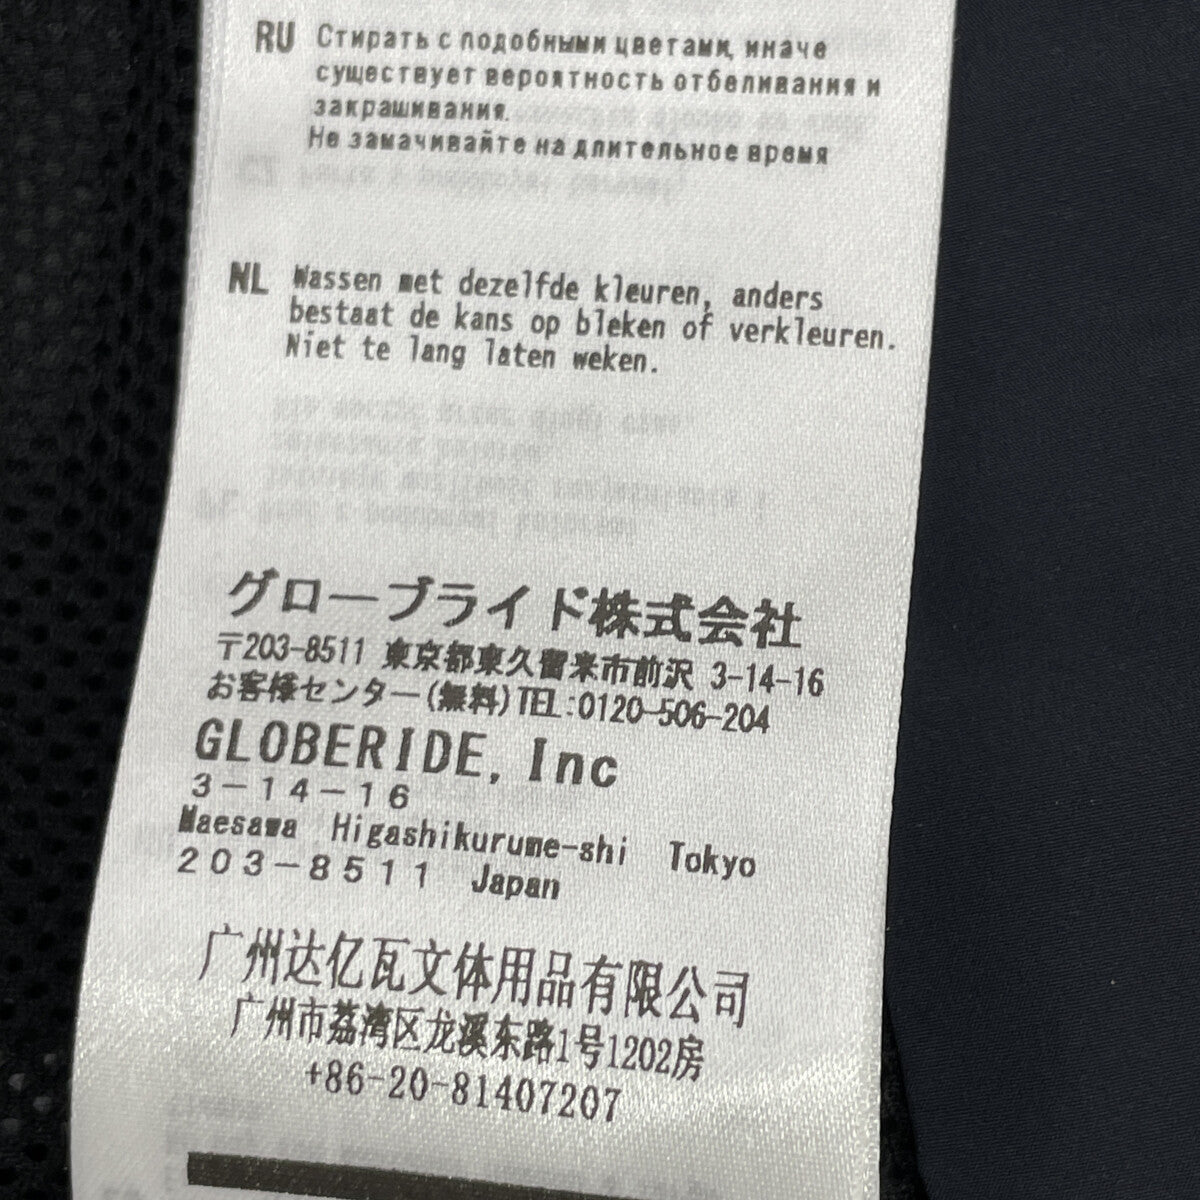 RU Стирать с подобными цветами, иначе
существует вероятность отбеливания и
закрашивания.
Не замачивайте на длительное время
NL Wassen met dezelfde kleuren, anders
bestaat de kans op bleken of verkleuren.
Niet te lang laten weken.
グローブライド株式会社
〒203-8511 東京都東久留米市前沢 3-14-16
お客様センター(無料)TEL:0120-506-204
GLOBERIDE, Inc
3-14-16
Maesawa Higashikurume-shi Tokyo
203-8511 Japan
广州达亿瓦文体用品有限公司
广州市荔湾区龙溪东路1号1202房
+86-20-81407207